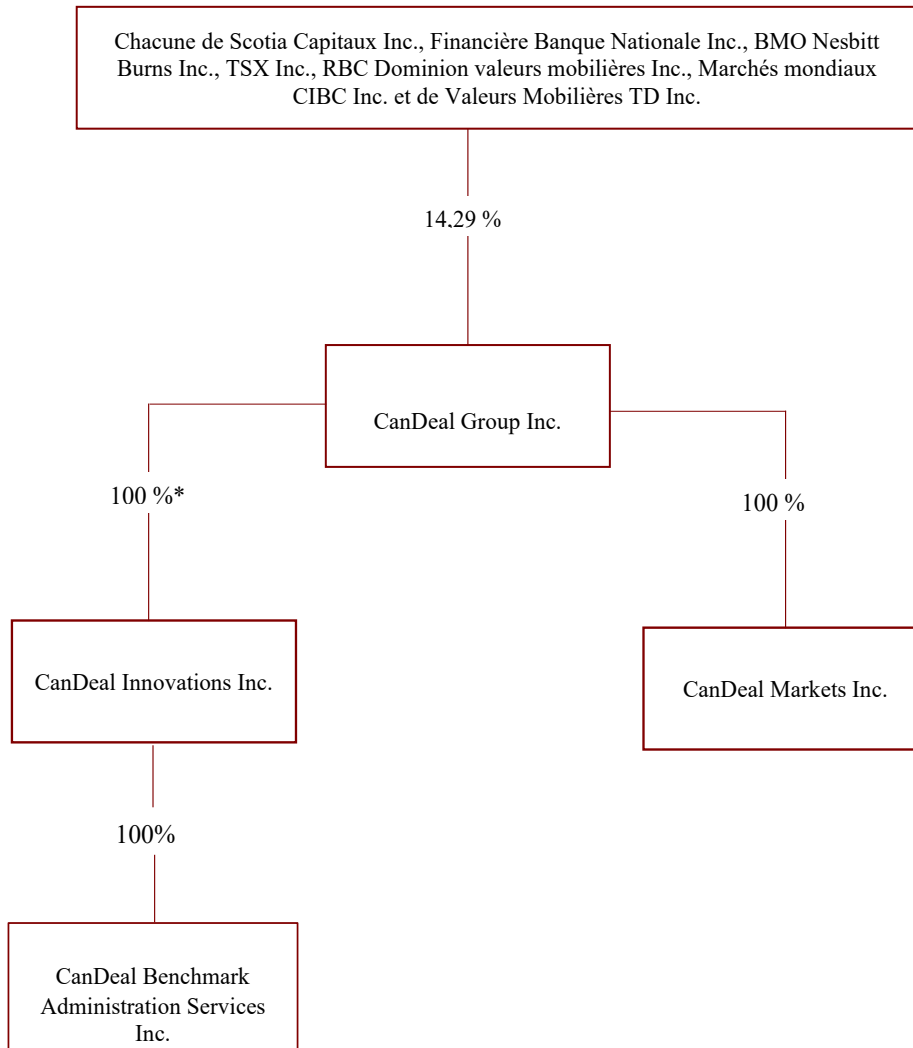 Chacune de Scotia Capitaux Inc., Financière Banque Nationale Inc., BMO Nesbitt
Burns Inc., TSX Inc., RBC Dominion valeurs mobilières Inc., Marchés mondiaux
CIBC Inc. et de Valeurs Mobilières TD Inc.
14,29 %
CanDeal Group Inc.
100 %*
100 %
CanDeal Innovations Inc.
CanDeal Markets Inc.
100%
CanDeal Benchmark
Administration Services
Inc.